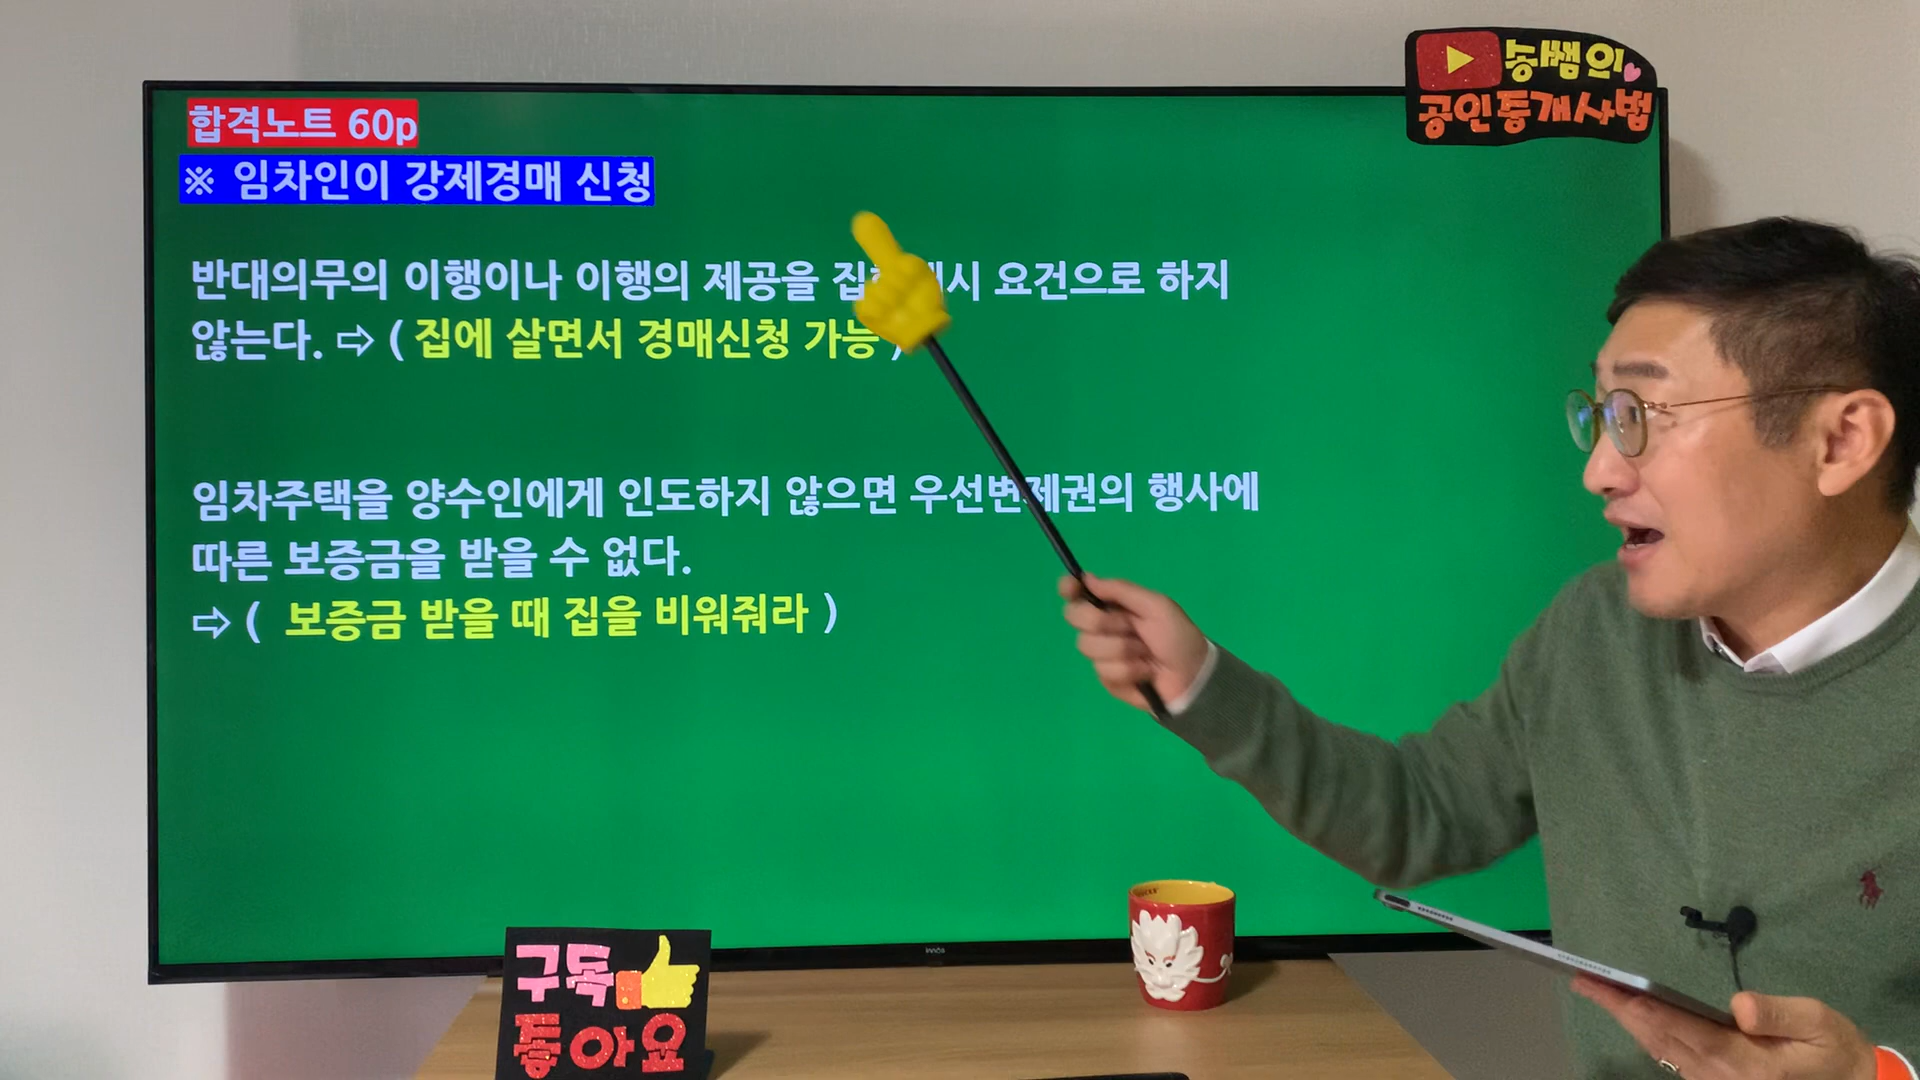 송쌤의
공인중개사법
합격노트 60p
※ 임차인이 강제경매 신청
반대의무의 이행이나 이행의 제공을 요건으로 하지
않는다. ⇨ ( 집에 살면서 경매신청 가능 )
임차주택을 양수인에게 인도하지 않으면 우선변제권의 행사에
따른 보증금을 받을 수 없다.
⇨ ( 보증금 받을 때 집을 비워줘라 )
구독
좋아요